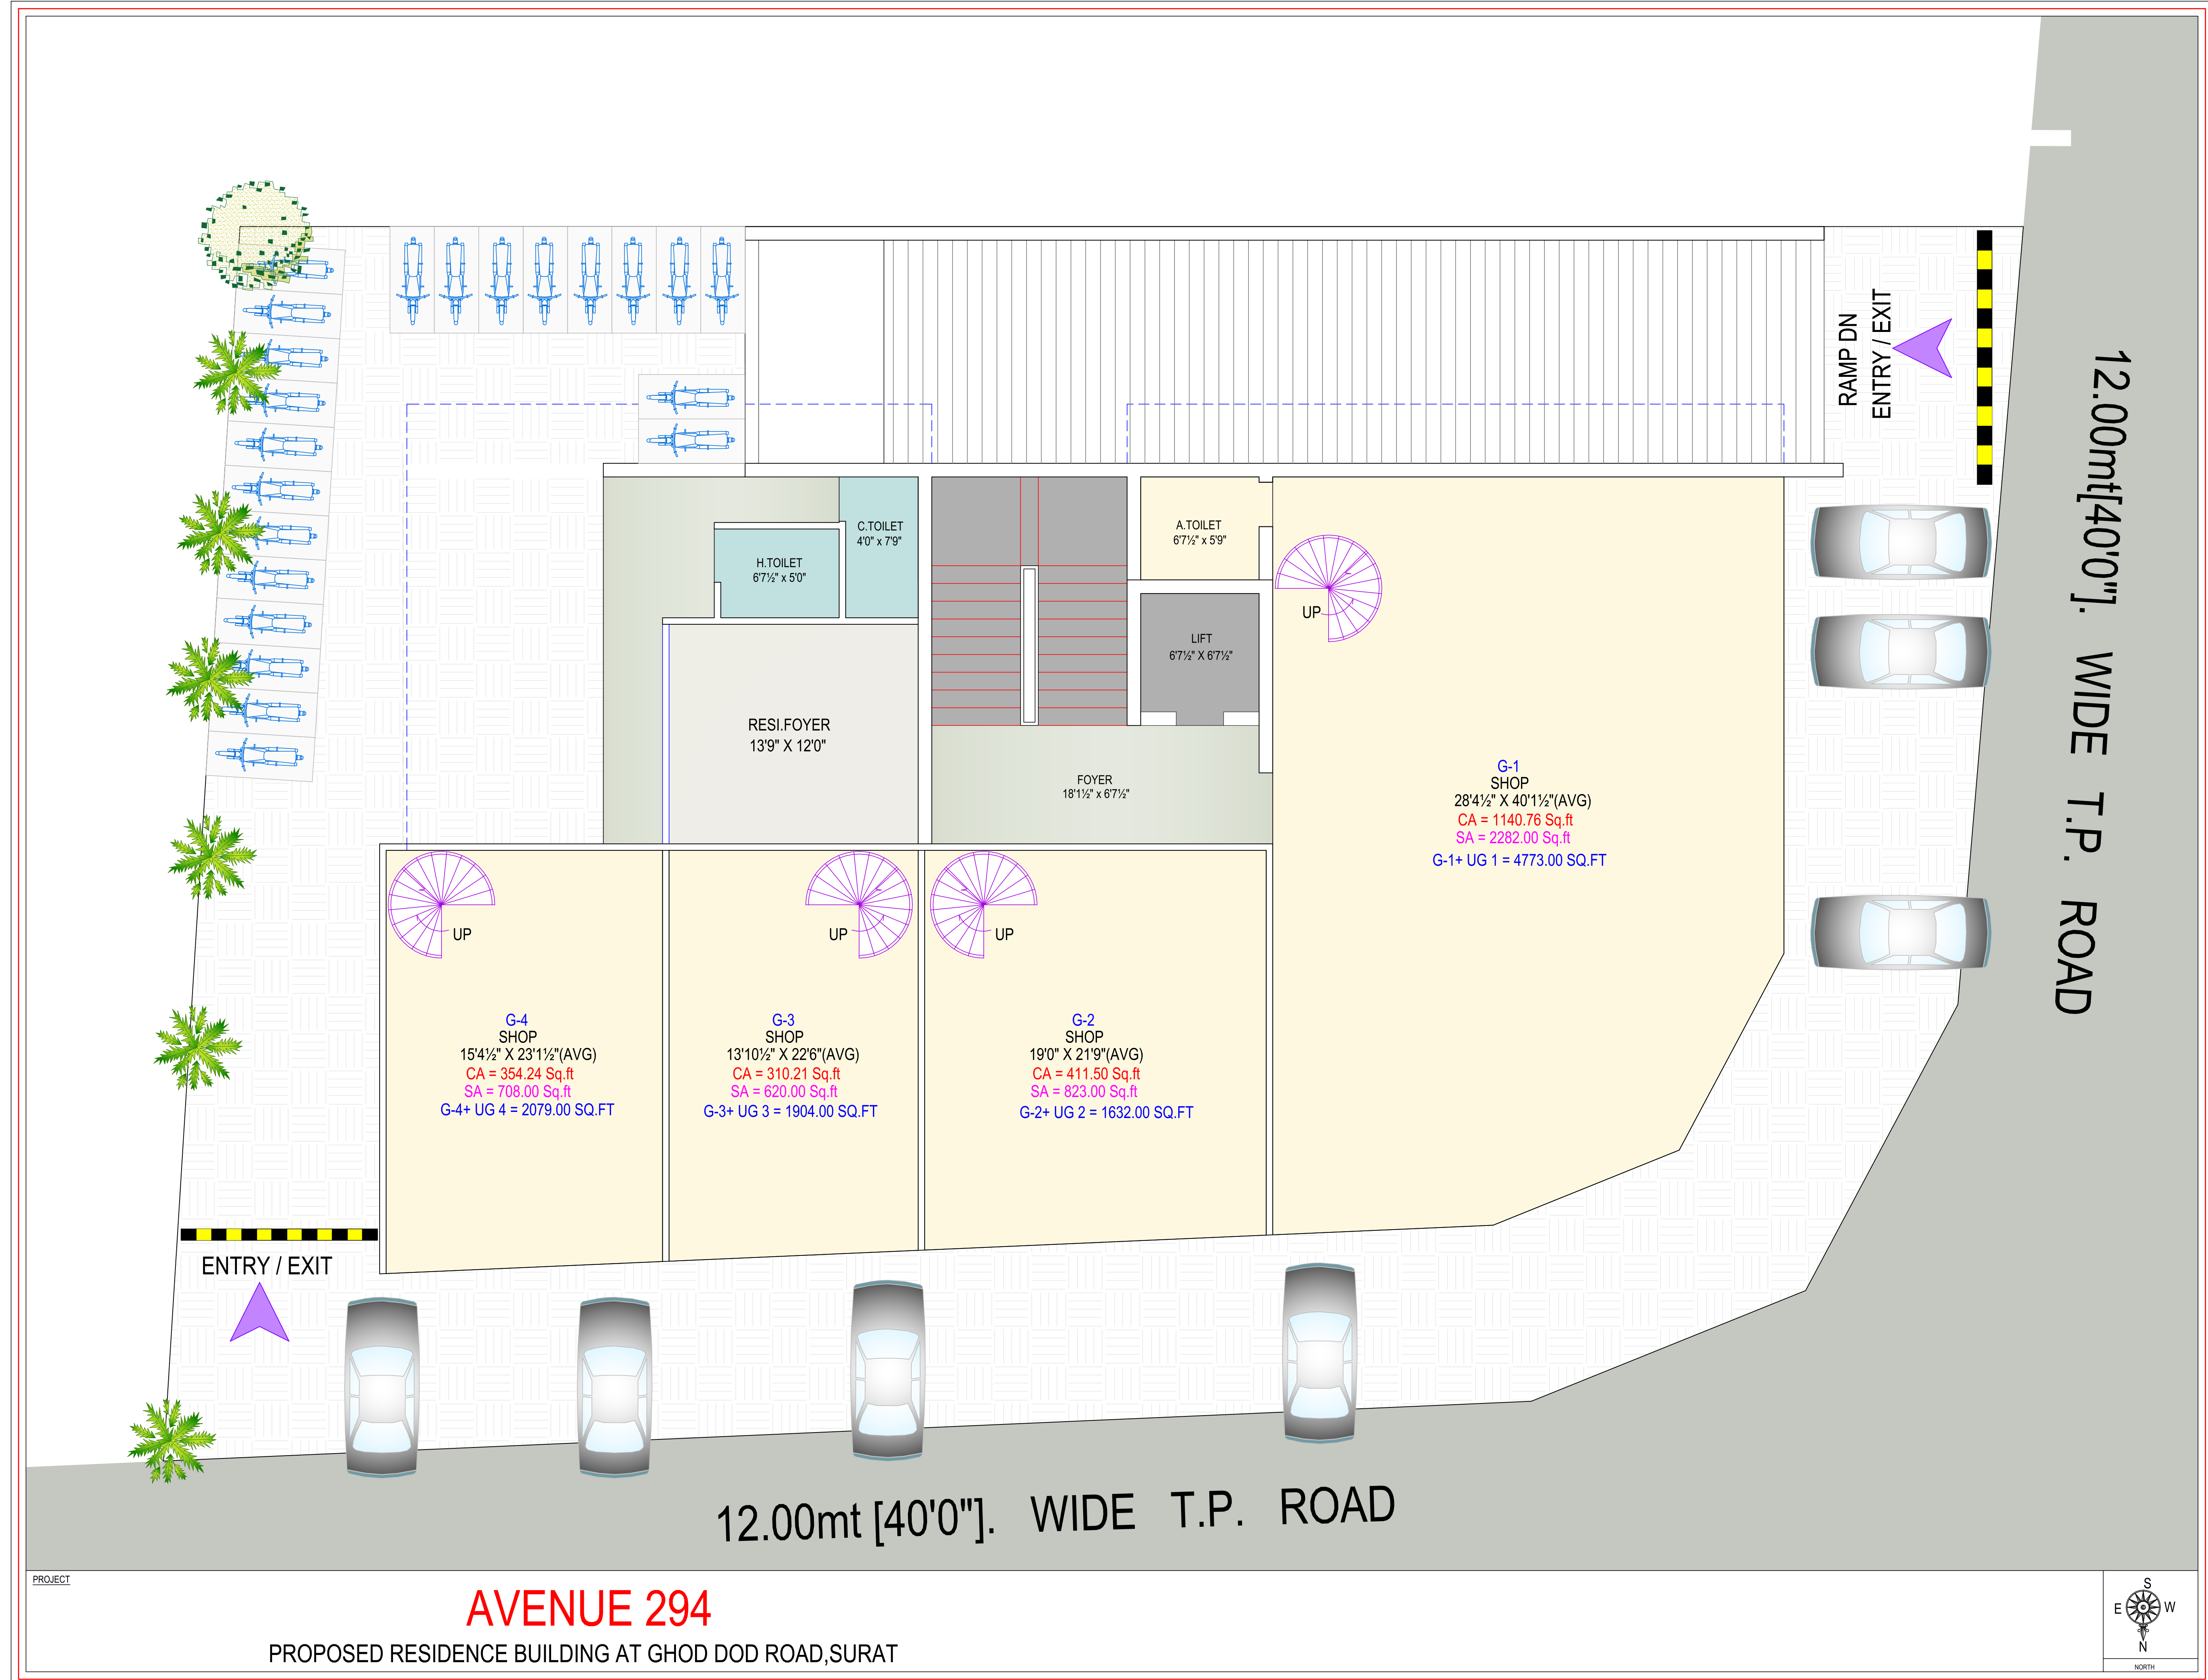 RAMP DN
ENTRY / EXIT
12.00mt[40'0"]. WIDE T.P. ROAD
C.TOILET
4'0" x 7'9"
H.TOILET
6'7½" x 5'0"
A.TOILET
6'7½" x 5'9"
LIFT
6'7½" X 6'7½"
UP
RESI.FOYER
13'9" X 12'0"
FOYER
18'1½" x 6'7½"
G-1
SHOP
28'4½" X 40'1½"(AVG)
CA = 1140.76 Sq.ft
SA = 2282.00 Sq.ft
G-1+ UG 1 = 4773.00 SQ.FT
UP
UP
UP
G-4
SHOP
15'4½" X 23'1½"(AVG)
CA = 354.24 Sq.ft
SA = 708.00 Sq.ft
G-4+ UG 4 = 2079.00 SQ.FT
G-3
SHOP
13'10½" X 22'6"(AVG)
CA = 310.21 Sq.ft
SA = 620.00 Sq.ft
G-3+ UG 3 = 1904.00 SQ.FT
G-2
SHOP
19'0" X 21'9"(AVG)
CA = 411.50 Sq.ft
SA = 823.00 Sq.ft
G-2+ UG 2 = 1632.00 SQ.FT
ENTRY / EXIT
12.00mt [40'0"]. WIDE T.P. ROAD
PROJECT
AVENUE 294
PROPOSED RESIDENCE BUILDING AT GHOD DOD ROAD,SURAT
S
E W
N
NORTH